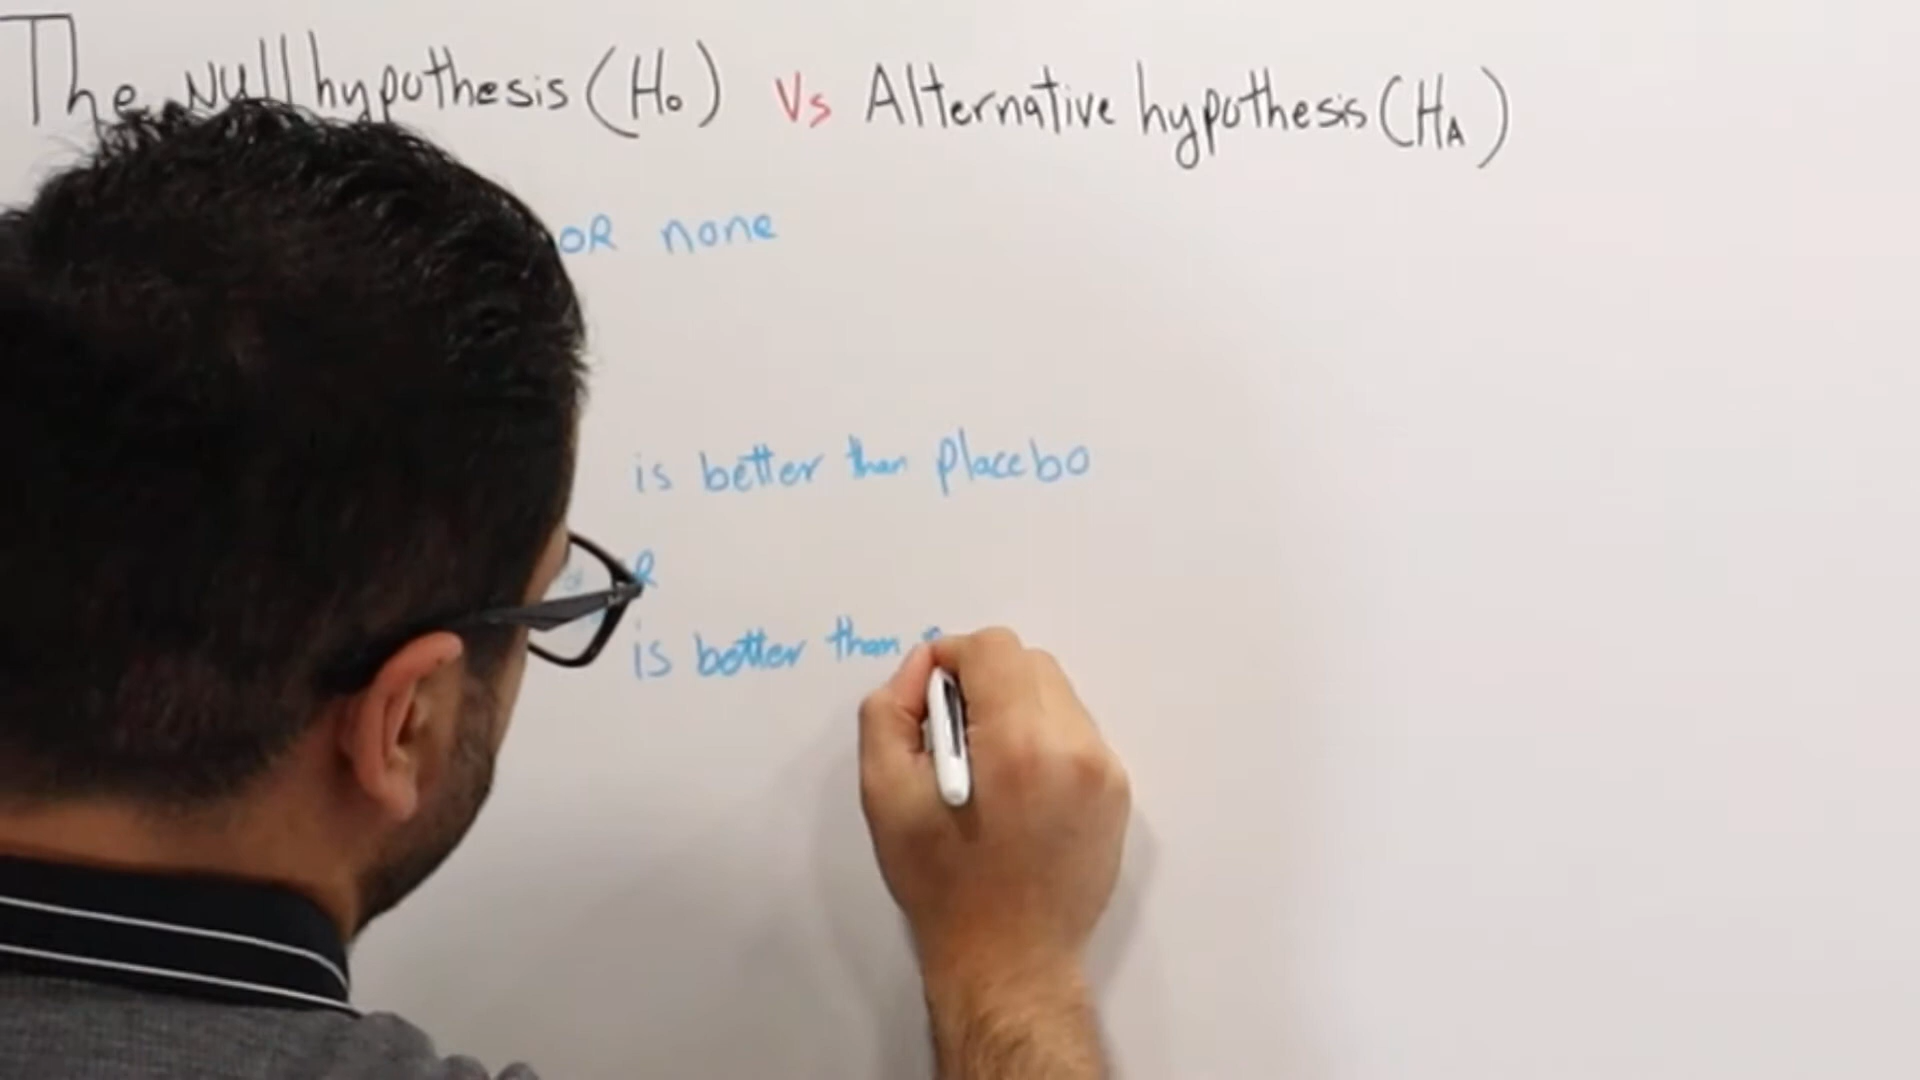 The Null hypothesis (H₀) Vs Alternative hypothesis (HA)
OR none
is better than Placebo
R
is better than